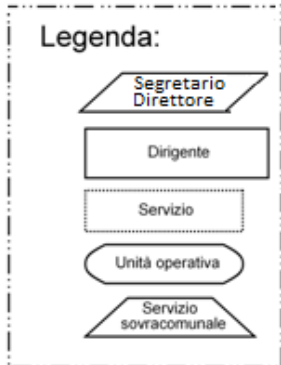 Legenda:
Segretario
Direttore
Dirigente
Servizio
Unità operativa
Servizio
sovracomunale